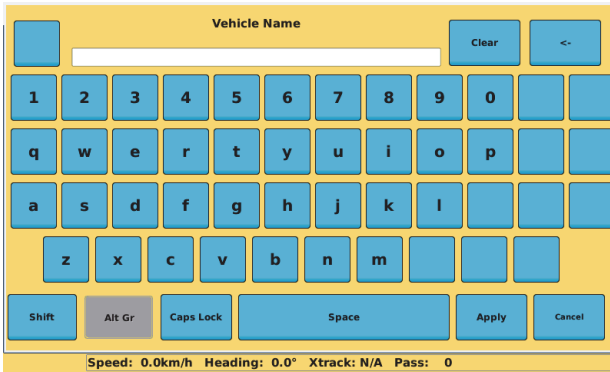 Vehicle Name
Clear <-
1 2 3 4 5 6 7 8 9 0
q w e r t y u i o p
a s d f g h j k l
z x c v b n m
Shift Alt Gr Caps Lock Space Apply Cancel
Speed: 0.0km/h Heading: 0.0° Xtrack: N/A Pass: 0